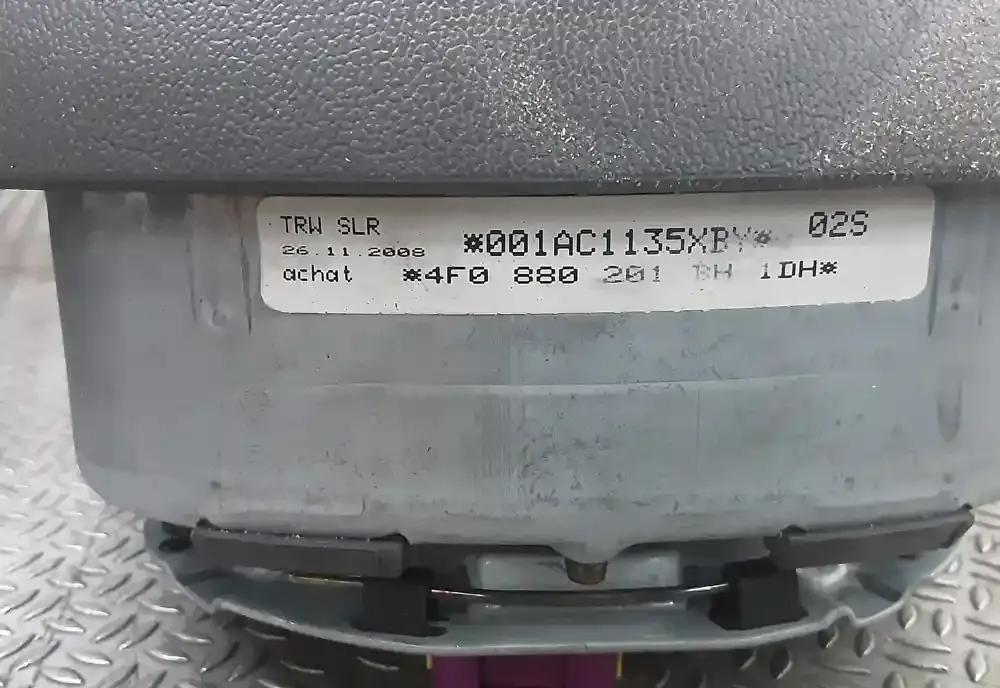 TRW SLR
26.11.2008 *001AC1135XBY* 02S
achat *4F0 880 201 BH 1DH*